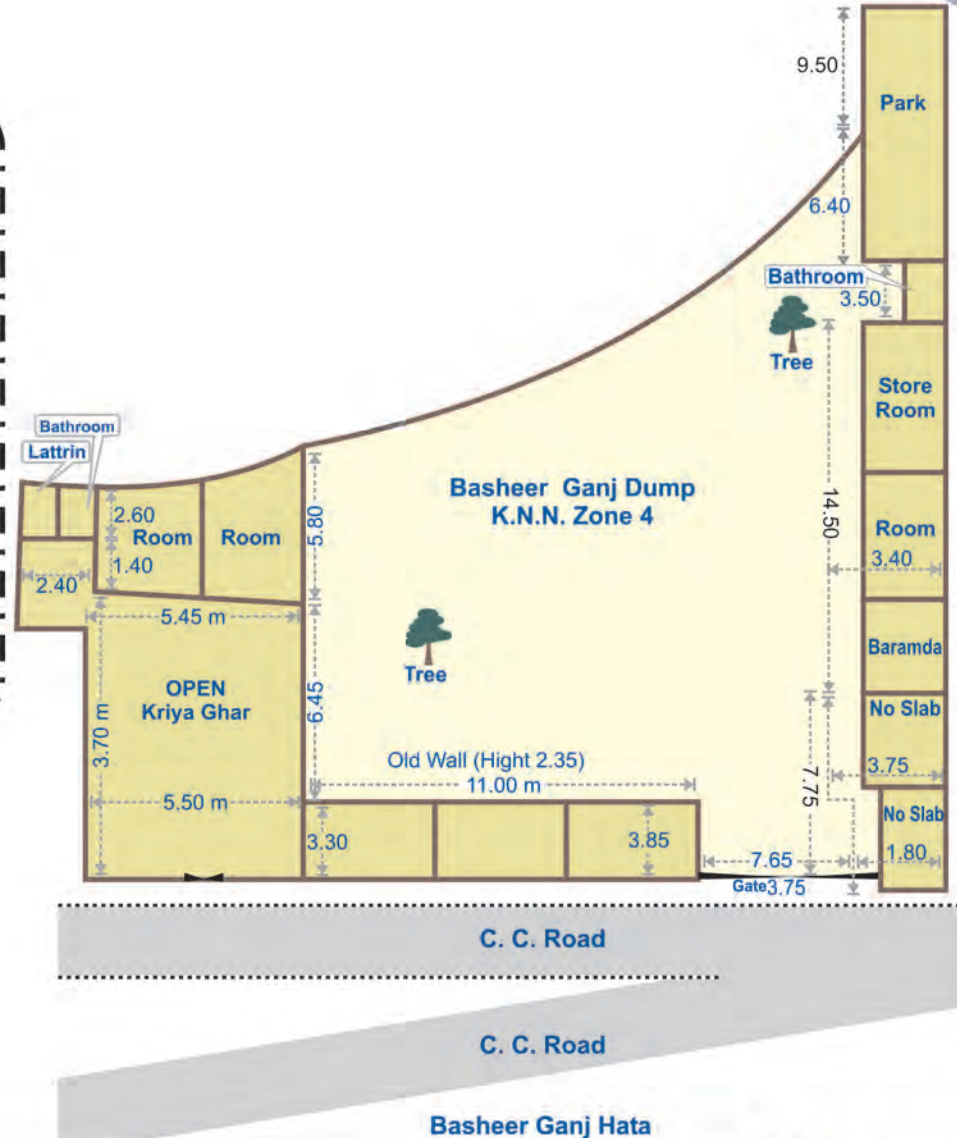 9.50
Park
6.40
Bathroom
3.50
Tree
Store
Room
Bathroom
Lattrin
2.60
Room
Room
1.40
2.40
5.80
Basheer Ganj Dump
K.N.N. Zone 4
14.50
Room
3.40
5.45 m
Tree
Baramda
OPEN
Kriya Ghar
3.70 m
6.45
No Slab
Old Wall (Hight 2.35)
11.00 m
3.75
7.75
5.50 m
No Slab
3.30
3.85
7.65
1.80
Gate3.75
C. C. Road
C. C. Road
Basheer Ganj Hata